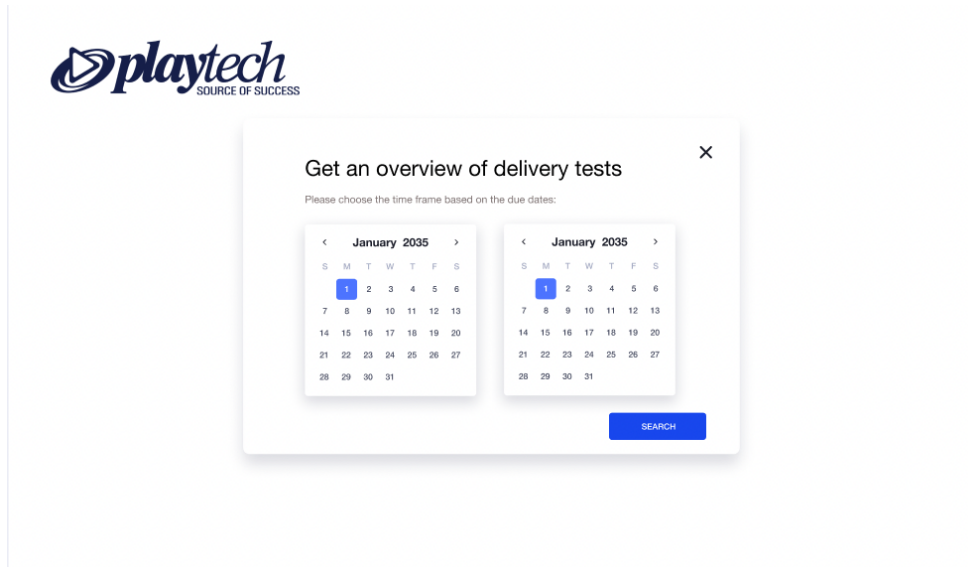 playtech
SOURCE OF SUCCESS
Get an overview of delivery tests
Please choose the time frame based on the due dates:
‹ January 2035 ›
S M T W T F S
1 2 3 4 5 6
7 8 9 10 11 12 13
14 15 16 17 18 19 20
21 22 23 24 25 26 27
28 29 30 31
‹ January 2035 ›
S M T W T F S
1 2 3 4 5 6
7 8 9 10 11 12 13
14 15 16 17 18 19 20
21 22 23 24 25 26 27
28 29 30 31
SEARCH